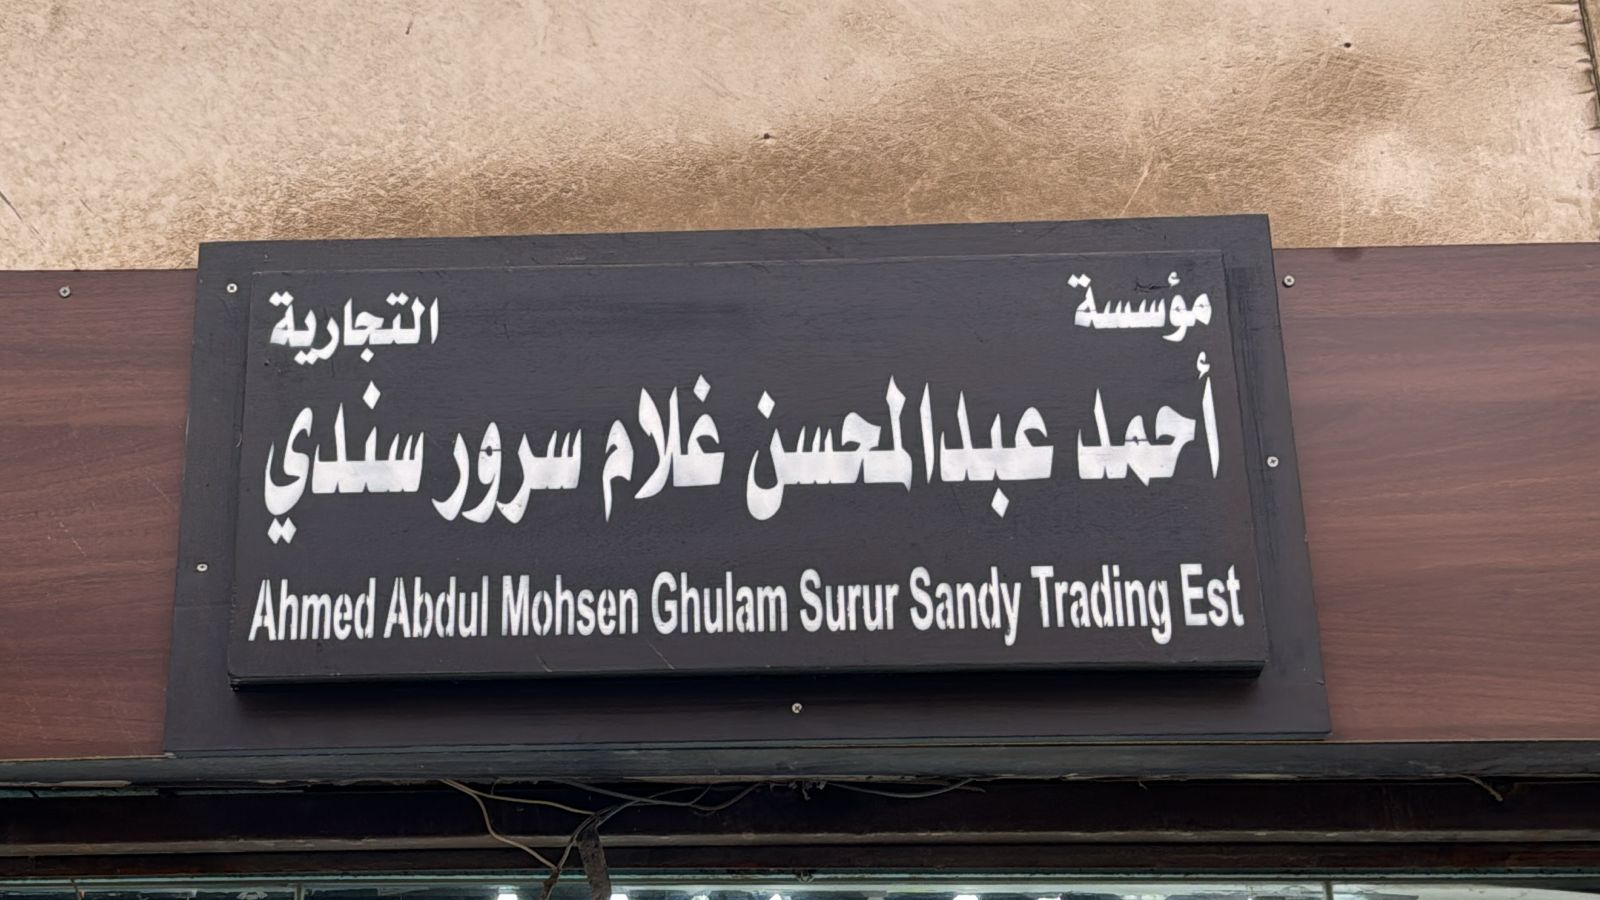 مؤسسة التجارية
أحمد عبدالمحسن غلام سرور سندي
Ahmed Abdul Mohsen Ghulam Surur Sandy Trading Est